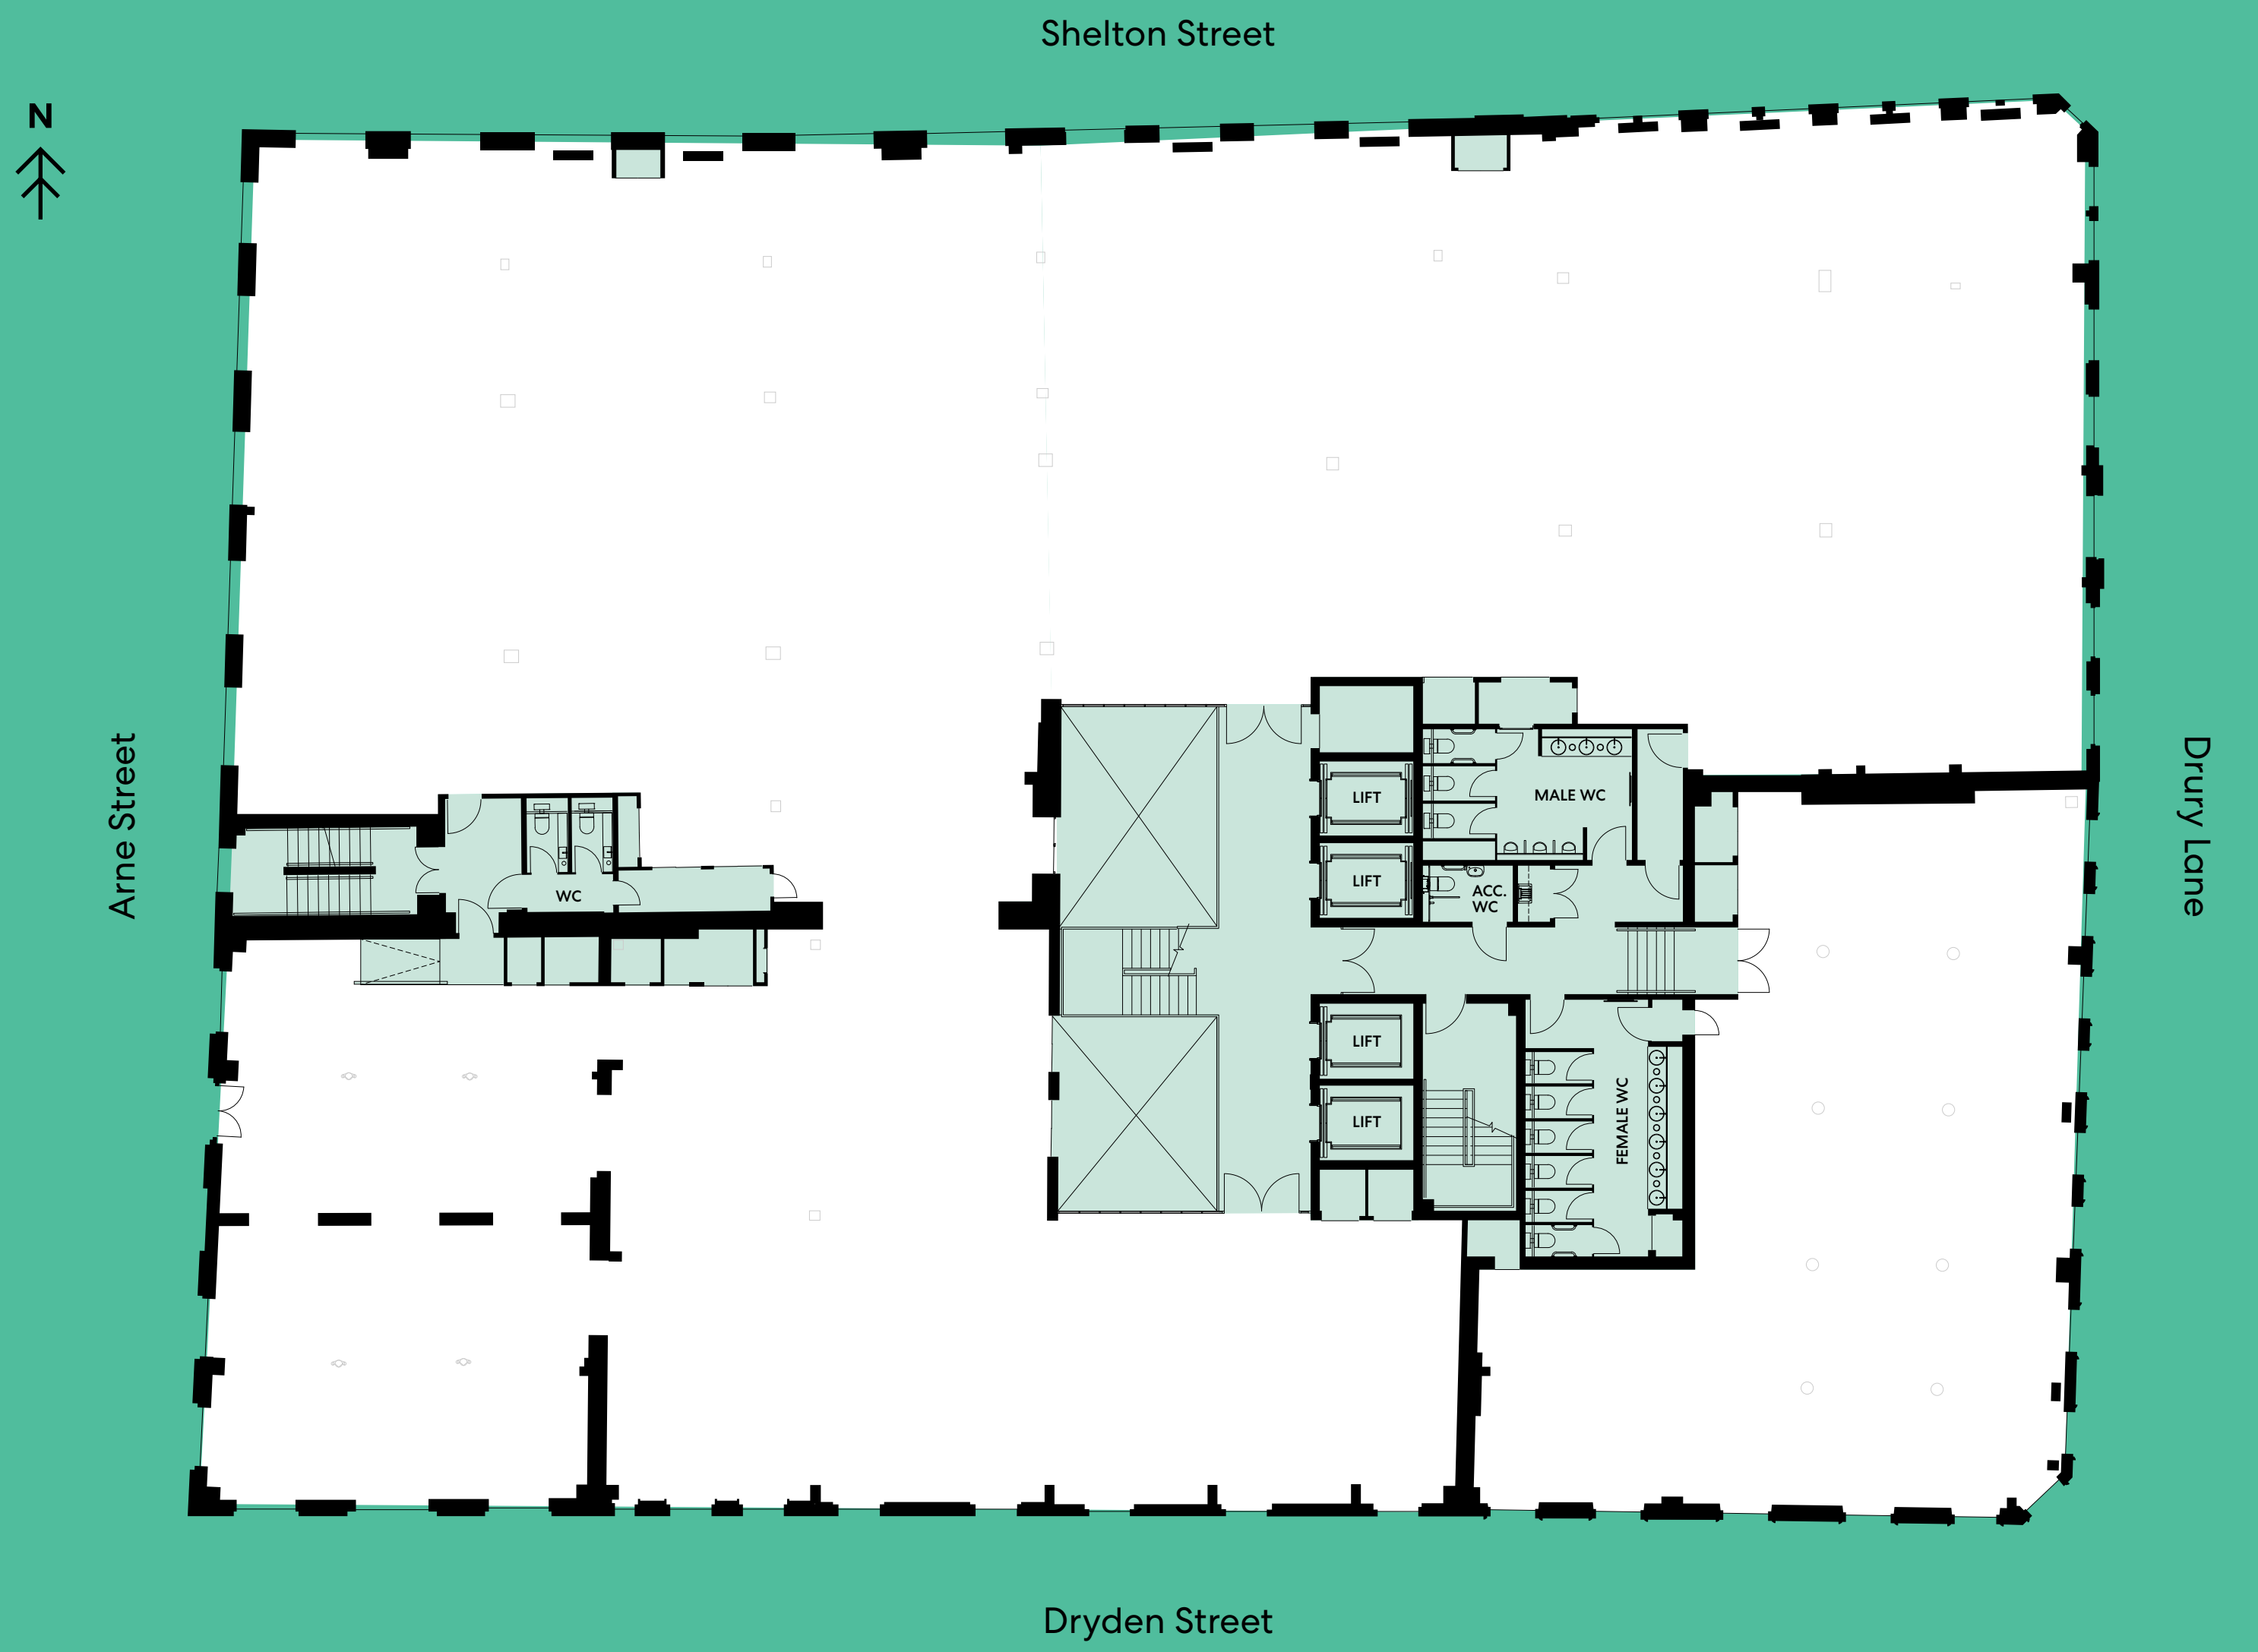 Shelton Street
N
LIFT
MALE WC
Arne Street
Drury Lane
LIFT
ACC.
WC
WC
LIFT
LIFT
FEMALE WC
Dryden Street